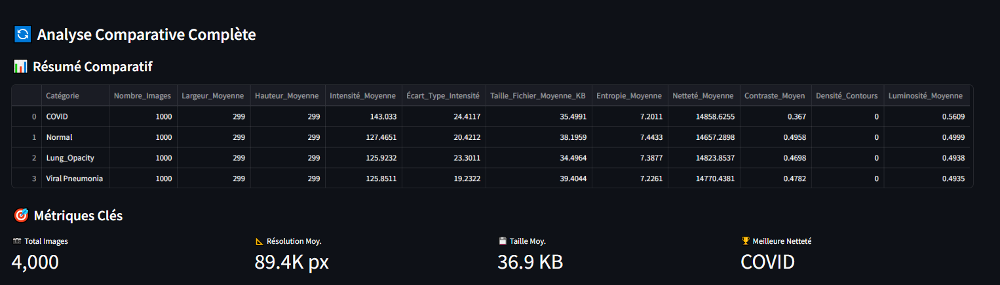 Analyse Comparative Complète
Résumé Comparatif
Catégorie Nombre_Images Largeur_Moyenne Hauteur_Moyenne Intensité_Moyenne Écart_Type_Intensité Taille_Fichier_Moyenne_KB Entropie_Moyenne Netteté_Moyenne Contraste_Moyen Densité_Contours Luminosité_Moyenne
0 COVID 1000 299 299 143.033 24.4117 35.4991 7.2011 14858.6255 0.367 0 0.5609
1 Normal 1000 299 299 127.4651 20.4212 38.1959 7.4433 14657.2898 0.4958 0 0.4999
2 Lung_Opacity 1000 299 299 125.9232 23.3011 34.4964 7.3877 14823.8537 0.4698 0 0.4938
3 Viral Pneumonia 1000 299 299 125.8511 19.2322 39.4044 7.2261 14770.4381 0.4782 0 0.4935
Métriques Clés
Total Images Résolution Moy. Taille Moy. Meilleure Netteté
4,000 89.4K px 36.9 KB COVID